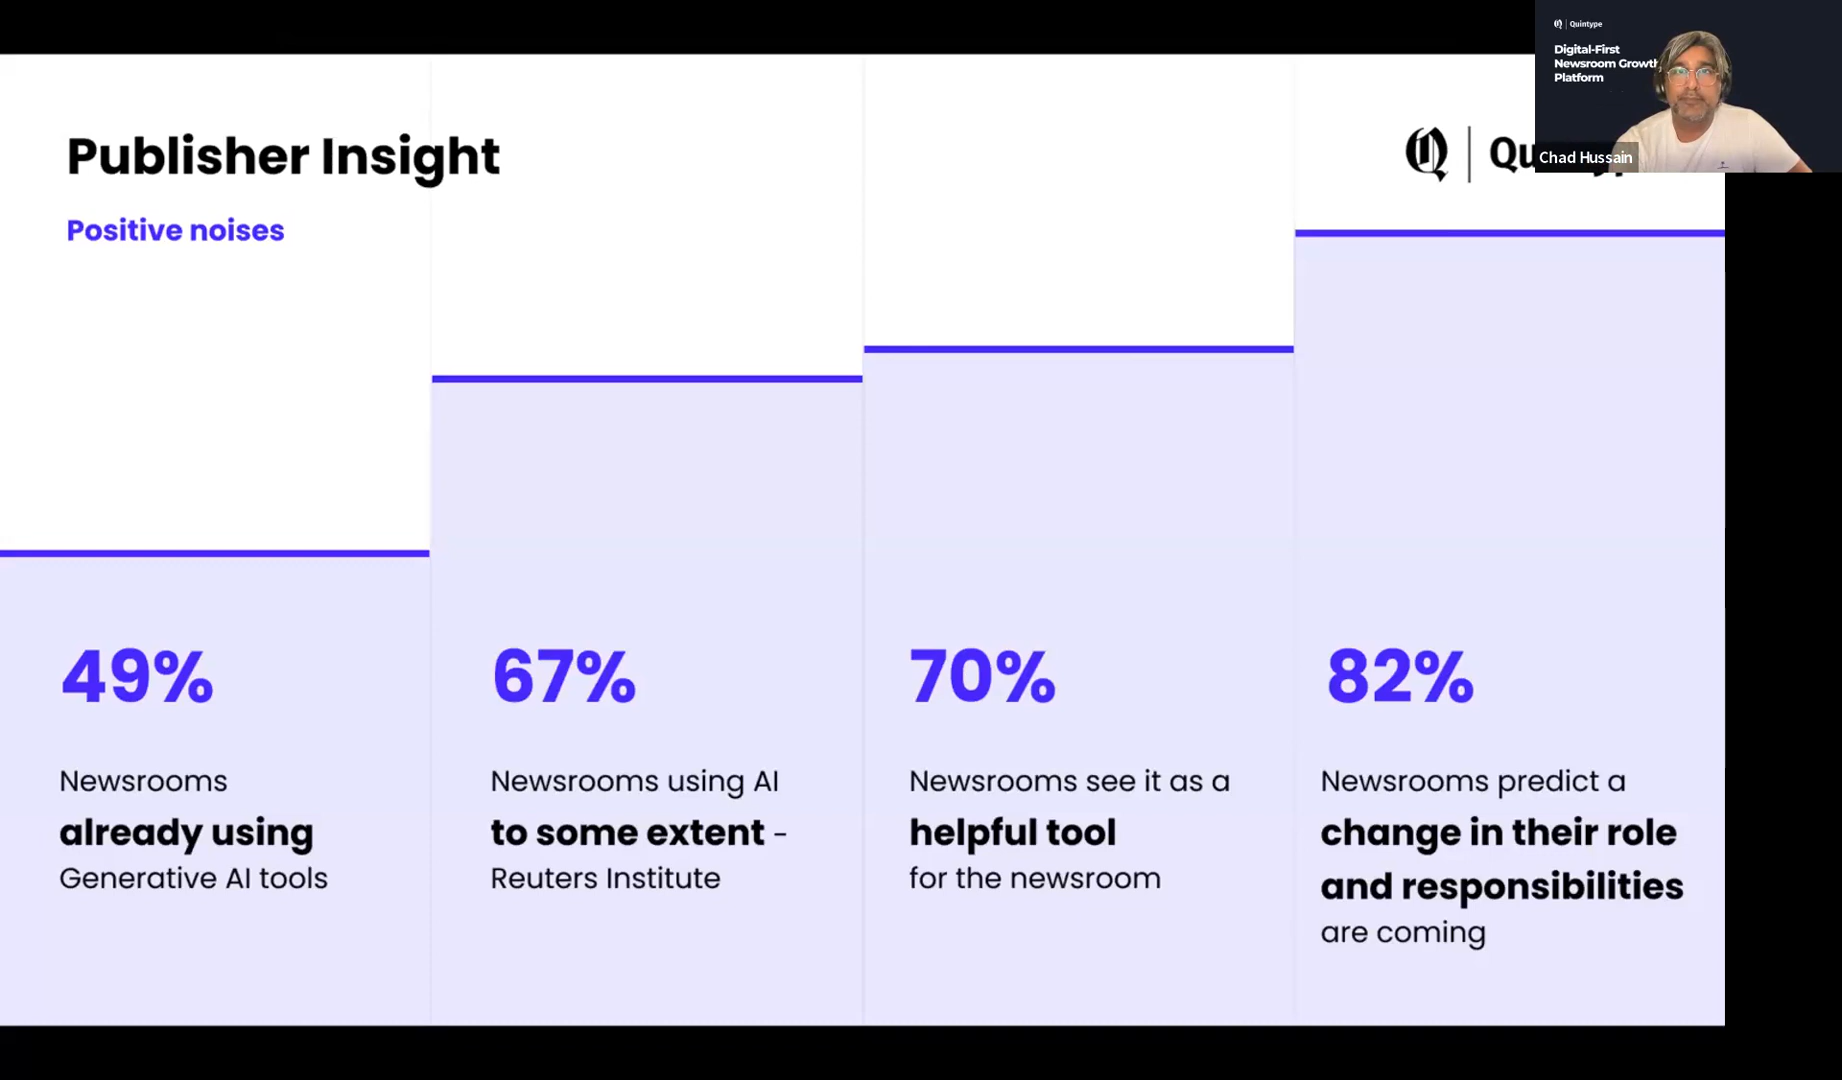 Quintype
Digital-First
Newsroom Growth
Platform
Chad Hussain
Publisher Insight
Positive noises
49%
Newsrooms
already using
Generative AI tools
67%
Newsrooms using AI
to some extent –
Reuters Institute
70%
Newsrooms see it as a
helpful tool
for the newsroom
82%
Newsrooms predict a
change in their role
and responsibilities
are coming